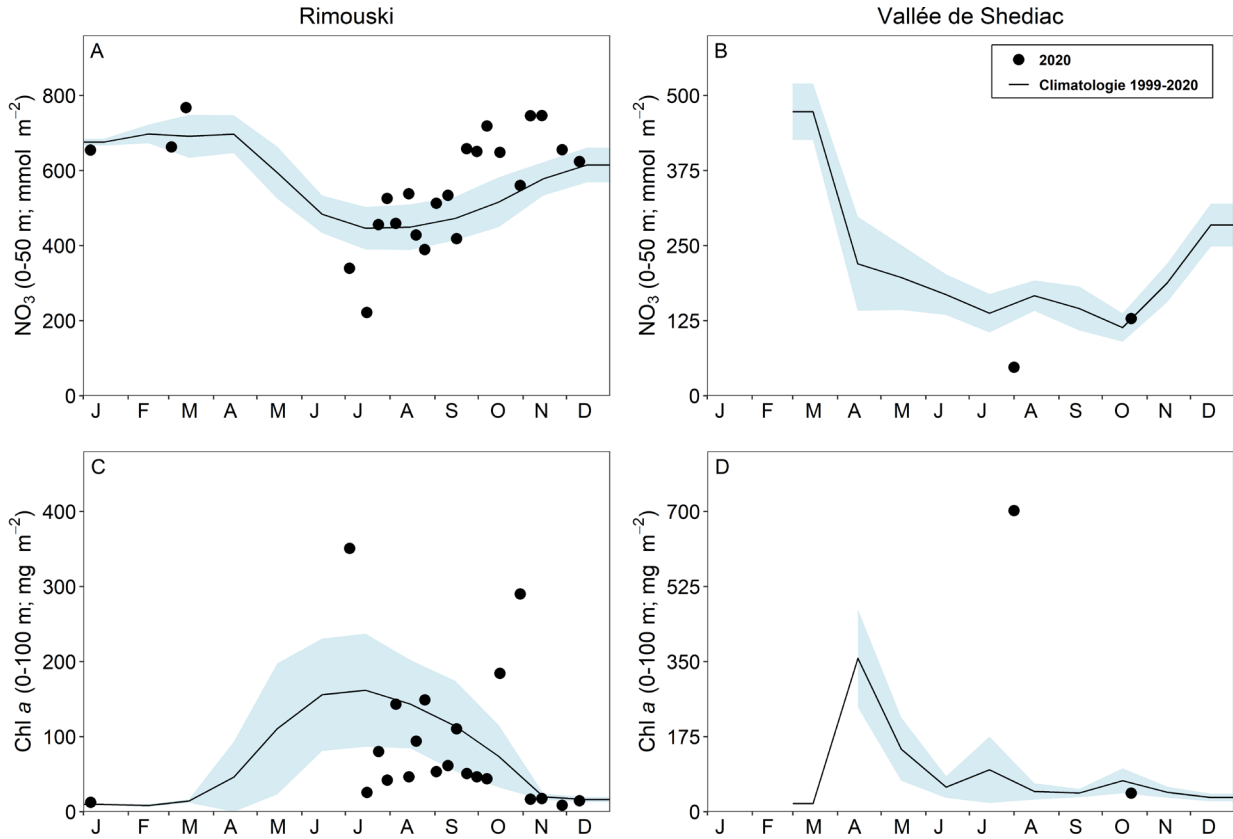 Rimouski
Vallée de Shediac
A
NO₃ (0-50 m; mmol m⁻²)
800
600
400
200
0
J F M A M J J A S O N D
B
2020
Climatologie 1999-2020
NO₃ (0-50 m; mmol m⁻²)
500
375
250
125
0
J F M A M J J A S O N D
C
Chl a (0-100 m; mg m⁻²)
400
300
200
100
0
J F M A M J J A S O N D
D
Chl a (0-100 m; mg m⁻²)
700
525
350
175
0
J F M A M J J A S O N D